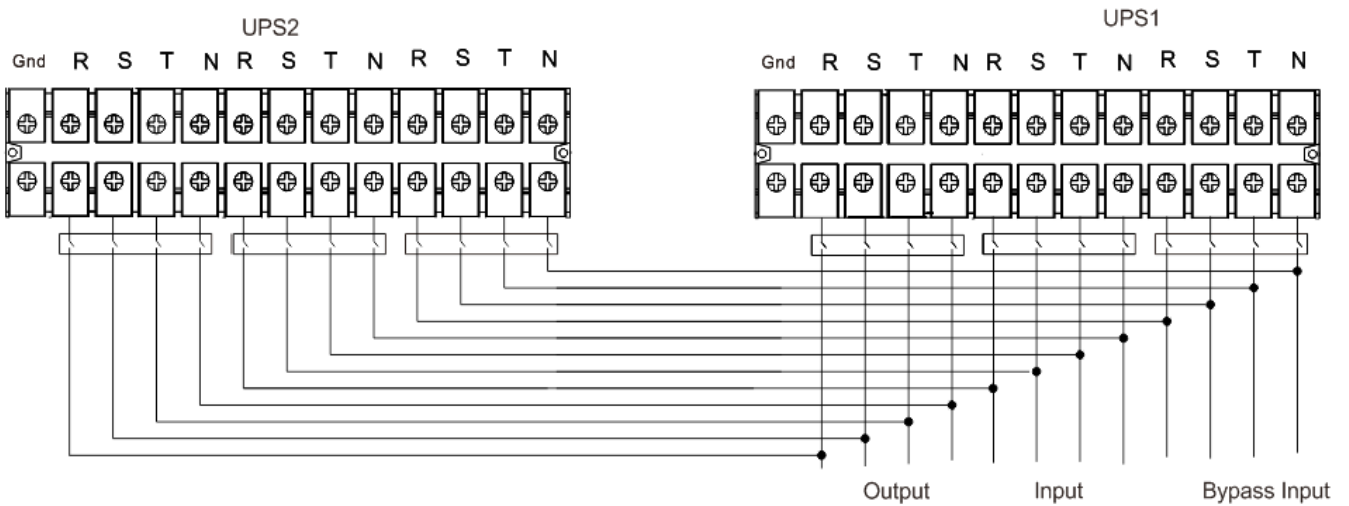 UPS2
UPS1
Gnd R S T N R S T N R S T N
Gnd R S T N R S T N R S T N
Output
Input
Bypass Input